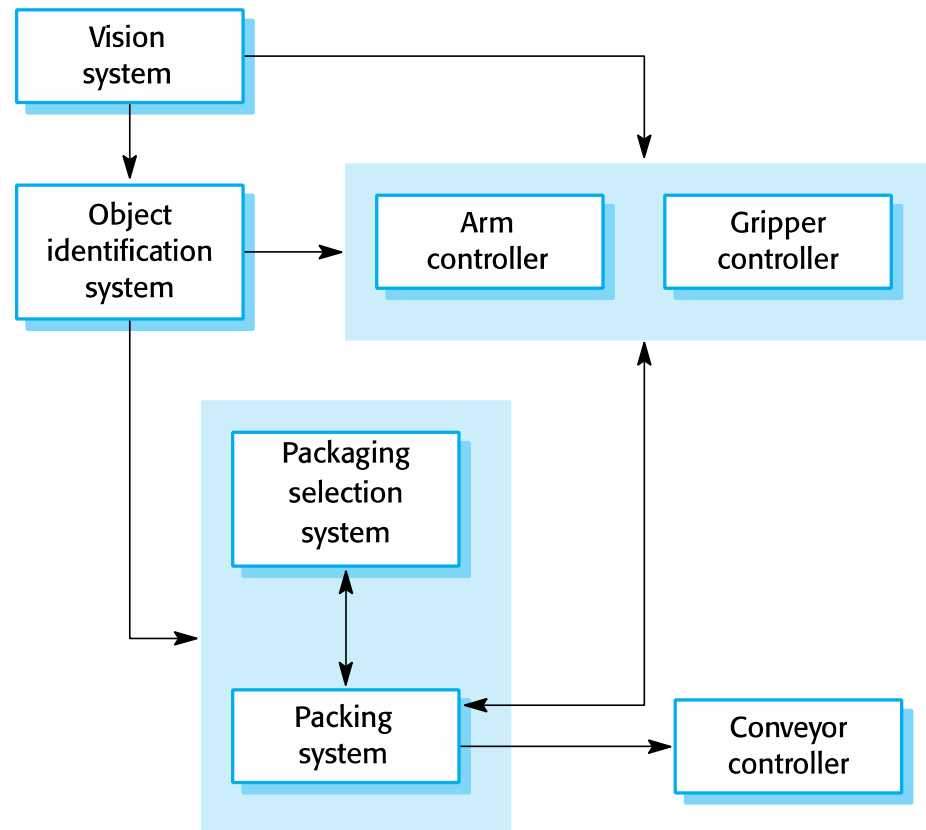 Vision
system
Object
identification
system
Arm
controller
Gripper
controller
Packaging
selection
system
Packing
system
Conveyor
controller